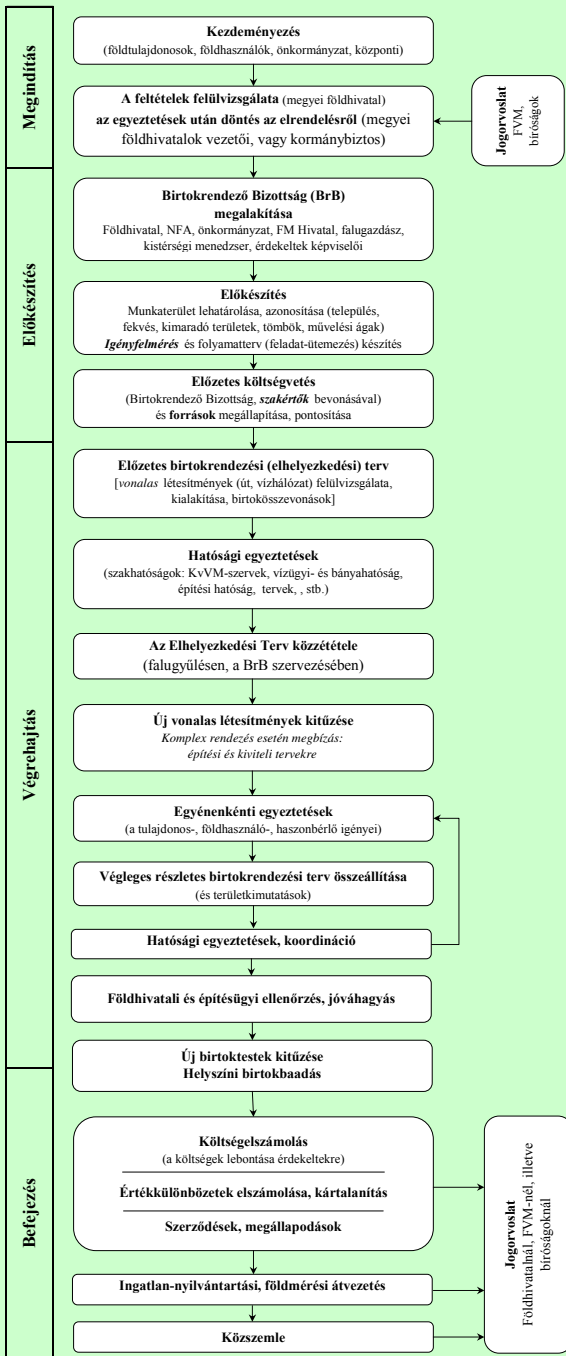 Megindítás
Kezdeményezés
(földtulajdonosok, földhasználók, önkormányzat, központi)
A feltételek felülvizsgálata (megyei földhivatal)
az egyeztetések után döntés az elrendelésről (megyei
földhivatalok vezetői, vagy kormánybiztos)
Jogorvoslat
FVM,
bíróságok
Előkészítés
Birtokrendező Bizottság (BrB)
megalakítása
Földhivatal, NFA, önkormányzat, FM Hivatal, falugazdász,
kistérségi menedzser, érdekeltek képviselői
Előkészítés
Munkaterület lehatárolása, azonosítása (település,
fekvés, kimaradó területek, tömbök, művelési ágak)
Igényfelmérés és folyamatterv (feladat-ütemezés) készítés
Előzetes költségvetés
(Birtokrendező Bizottság, szakértők bevonásával)
és források megállapítása, pontosítása
Végrehajtás
Előzetes birtokrendezési (elhelyezkedési) terv
[vonalas létesítmények (út, vízhálózat) felülvizsgálata,
kialakítása, birtokösszevonások]
Hatósági egyeztetések
(szakhatóságok: KvVM-szervek, vízügyi- és bányahatóság,
építési hatóság, tervek, , stb.)
Az Elhelyezkedési Terv közzététele
(falugyűlésen, a BrB szervezésében)
Új vonalas létesítmények kitűzése
Komplex rendezés esetén megbízás:
építési és kiviteli tervekre
Egyénenkénti egyeztetések
(a tulajdonos-, földhasználó-, haszonbérlő igényei)
Végleges részletes birtokrendezési terv összeállítása
(és területkimutatások)
Hatósági egyeztetések, koordináció
Földhivatali és építésügyi ellenőrzés, jóváhagyás
Új birtoktestek kitűzése
Helyszíni birtokbaadás
Befejezés
Költségelszámolás
(a költségek lebontása érdekeltekre)
Értékkülönbözetek elszámolása, kártalanítás
Szerződések, megállapodások
Ingatlan-nyilvántartási, földmérési átvezetés
Közszemle
Jogorvoslat
Földhivatalnál, FVM-nél, illetve
bíróságoknál